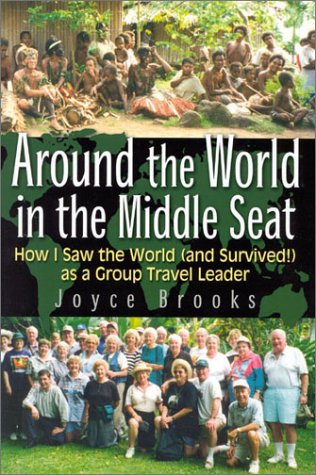 Around the World
in the Middle Seat
How I Saw the World (and Survived!)
as a Group Travel Leader
Joyce Brooks